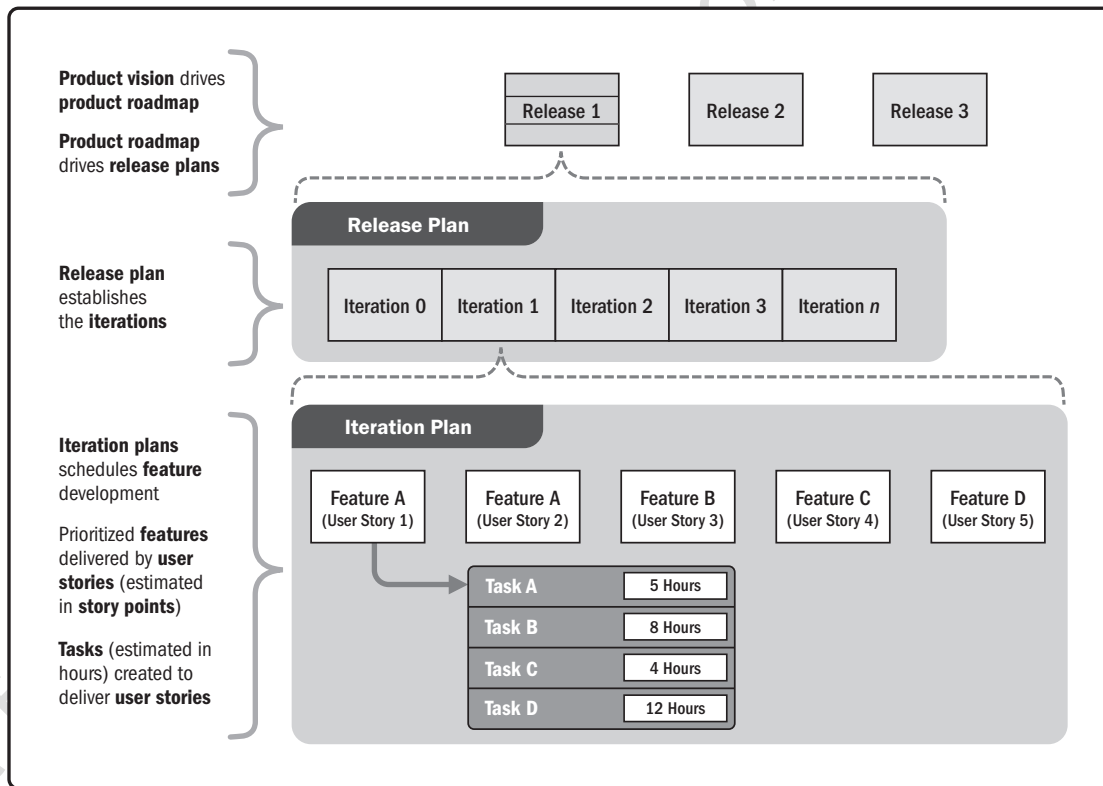 Product vision drives
product roadmap
Product roadmap
drives release plans
Release 1
Release 2
Release 3
Release Plan
Release plan
establishes
the iterations
Iteration 0
Iteration 1
Iteration 2
Iteration 3
Iteration n
Iteration Plan
Iteration plans
schedules feature
development
Prioritized features
delivered by user
stories (estimated
in story points)
Tasks (estimated in
hours) created to
deliver user stories
Feature A
(User Story 1)
Feature A
(User Story 2)
Feature B
(User Story 3)
Feature C
(User Story 4)
Feature D
(User Story 5)
Task A
5 Hours
Task B
8 Hours
Task C
4 Hours
Task D
12 Hours